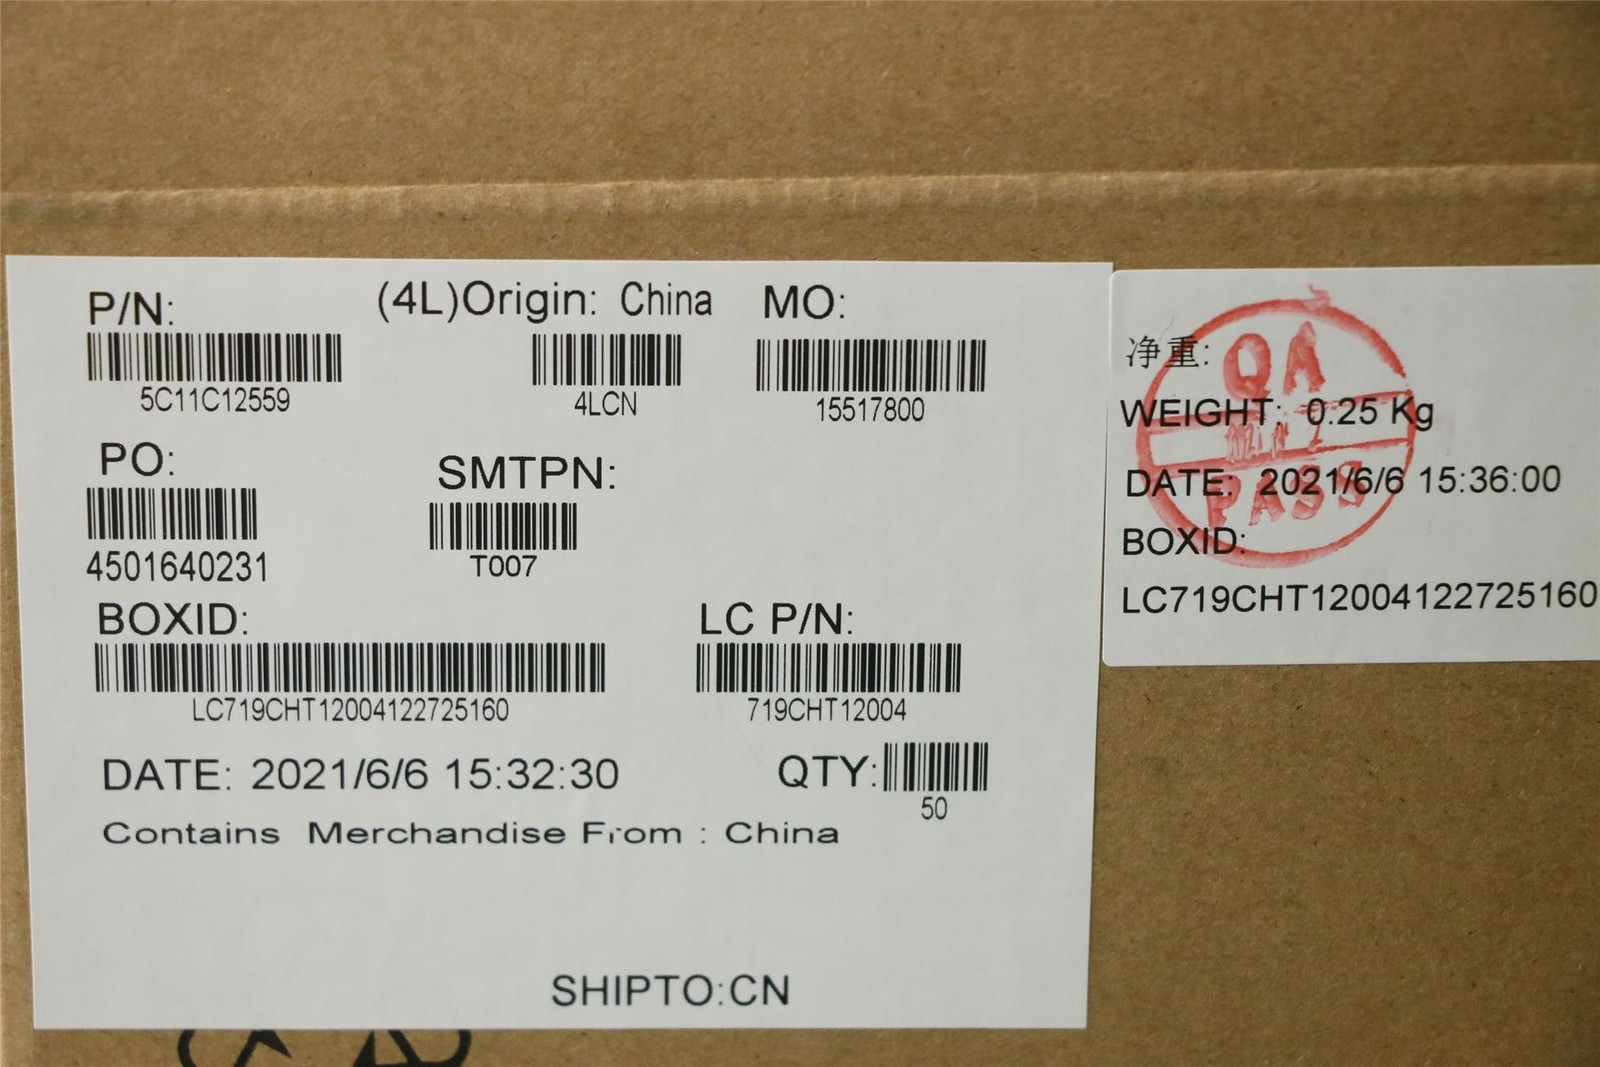 P/N:
(4L)Origin: China
MO:
5C11C12559
4LCN
15517800
PO:
SMTPN:
4501640231
T007
BOXID:
LC P/N:
LC719CHT12004122725160
719CHT12004
DATE: 2021/6/6 15:32:30
QTY:
50
Contains Merchandise From : China
SHIPTO:CN
净重:
WEIGHT: 0.25 Kg
DATE: 2021/6/6 15:36:00
BOXID:
LC719CHT12004122725160
QA
PASS